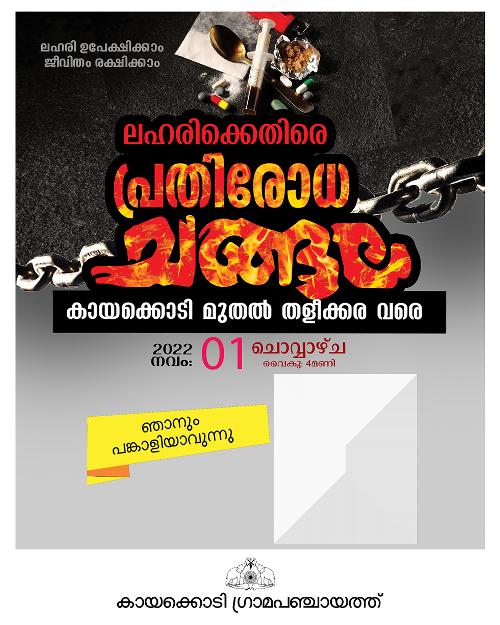 ലഹരി ഉപേക്ഷിക്കാം
ജീവിതം രക്ഷിക്കാം
ലഹരിക്കെതിരെ
പ്രതിരോധ
ചങ്ങല
കായക്കൊടി മുതൽ തളീക്കര വരെ
2022
നവം: 01 ചൊവ്വാഴ്ച
വൈകു: 4മണി
ഞാനും
പങ്കാളിയാവുന്നു
കായക്കൊടി ഗ്രാമപഞ്ചായത്ത്